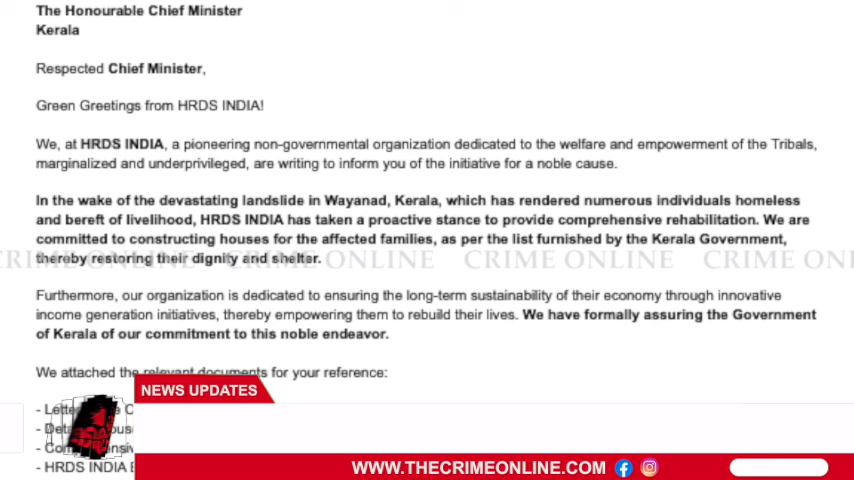 The Honourable Chief Minister
Kerala
Respected Chief Minister,
Green Greetings from HRDS INDIA!
We, at HRDS INDIA, a pioneering non-governmental organization dedicated to the welfare and empowerment of the Tribals,
marginalized and underprivileged, are writing to inform you of the initiative for a noble cause.
In the wake of the devastating landslide in Wayanad, Kerala, which has rendered numerous individuals homeless
and bereft of livelihood, HRDS INDIA has taken a proactive stance to provide comprehensive rehabilitation. We are
committed to constructing houses for the affected families, as per the list furnished by the Kerala Government,
thereby restoring their dignity and shelter.
CRIME ONLINE CRIME ONLINE CRIME ONLINE CRIME ONL
Furthermore, our organization is dedicated to ensuring the long-term sustainability of their economy through innovative
income generation initiatives, thereby empowering them to rebuild their lives. We have formally assuring the Government
of Kerala of our commitment to this noble endeavor.
We attached the relevant documents for your reference:
NEWS UPDATES
- HRDS INDIA
WWW.THECRIMEONLINE.COM